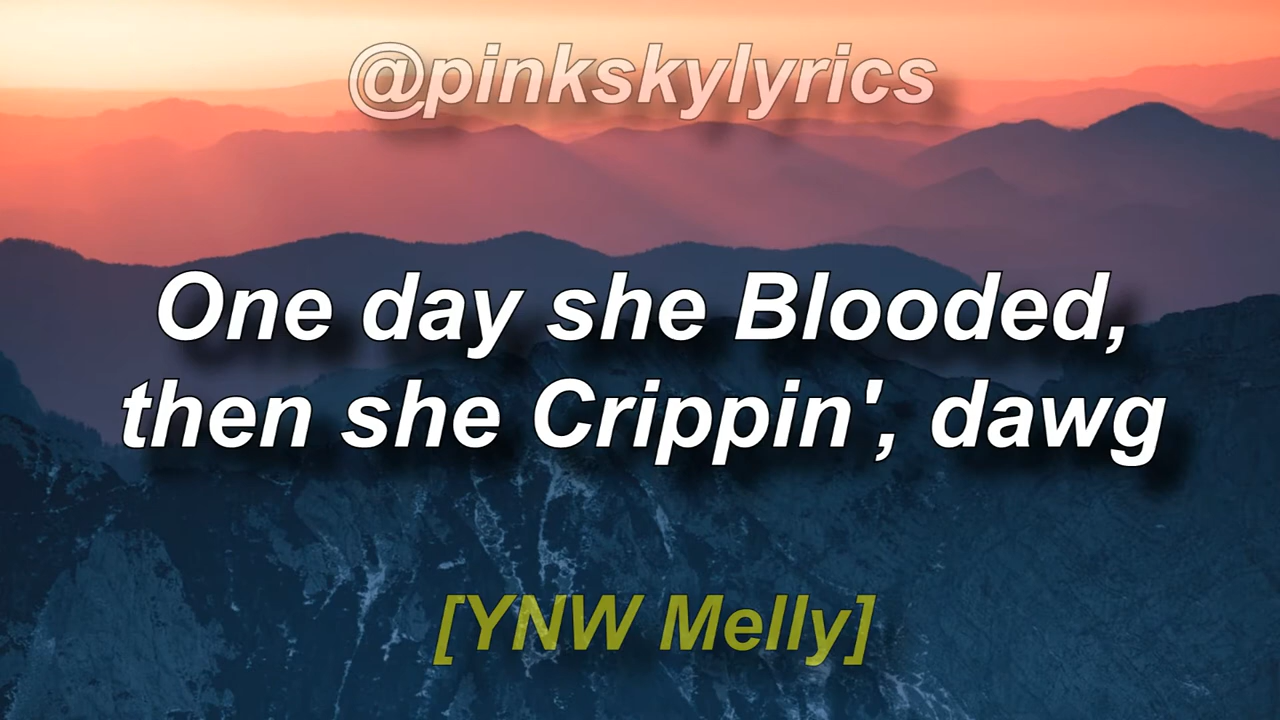 @pinkskylyrics
One day she Blooded,
then she Crippin', dawg
[YNW Melly]